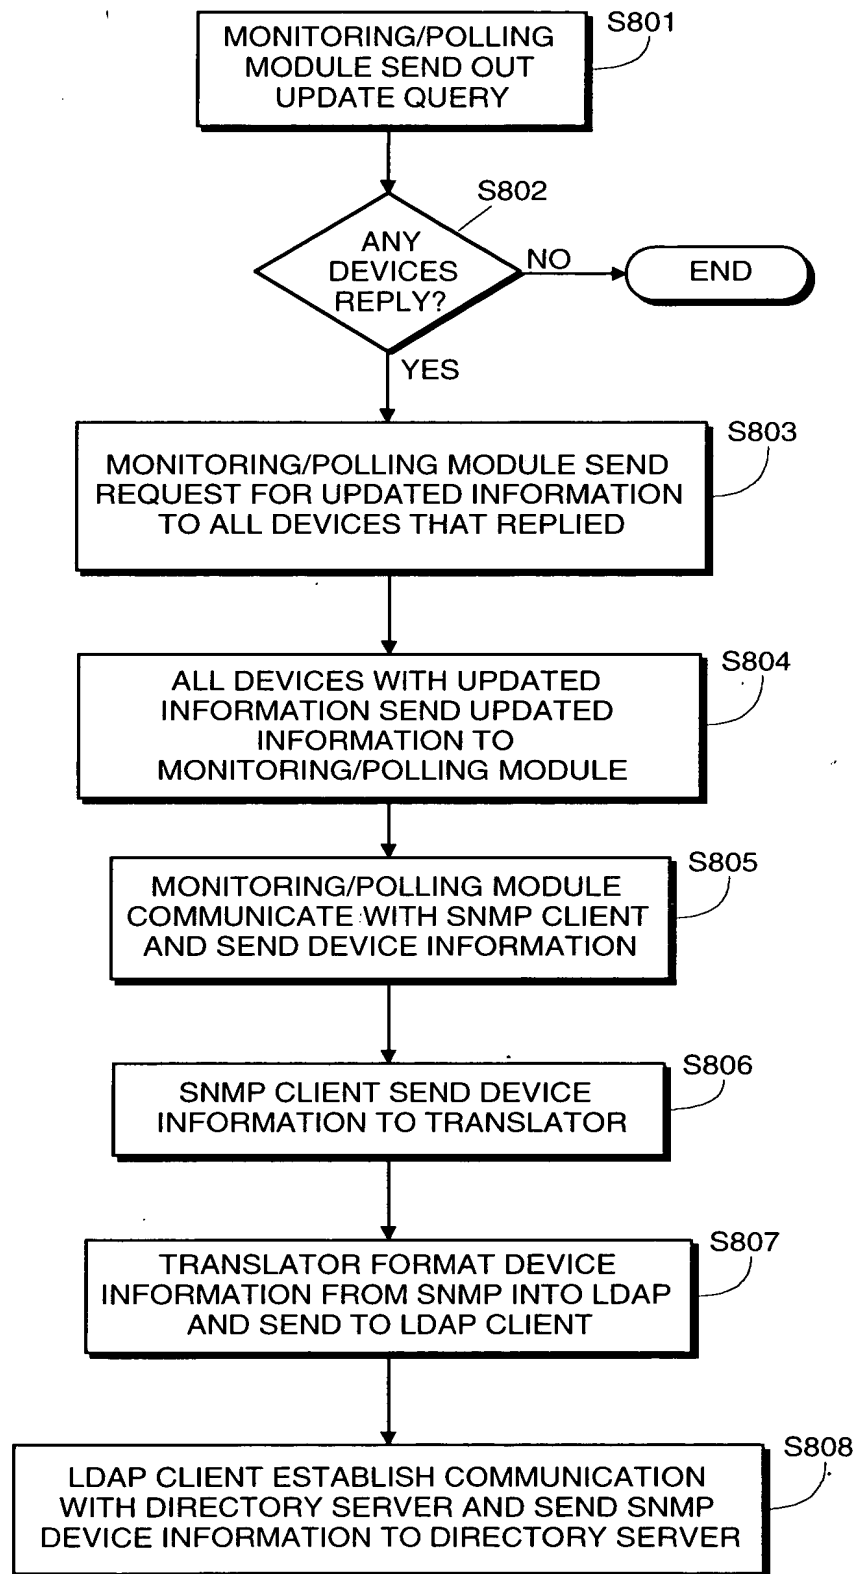 S801
MONITORING/POLLING
MODULE SEND OUT
UPDATE QUERY
S802
ANY
DEVICES
REPLY?
NO
END
YES
S803
MONITORING/POLLING MODULE SEND
REQUEST FOR UPDATED INFORMATION
TO ALL DEVICES THAT REPLIED
S804
ALL DEVICES WITH UPDATED
INFORMATION SEND UPDATED
INFORMATION TO
MONITORING/POLLING MODULE
S805
MONITORING/POLLING MODULE
COMMUNICATE WITH SNMP CLIENT
AND SEND DEVICE INFORMATION
S806
SNMP CLIENT SEND DEVICE
INFORMATION TO TRANSLATOR
S807
TRANSLATOR FORMAT DEVICE
INFORMATION FROM SNMP INTO LDAP
AND SEND TO LDAP CLIENT
S808
LDAP CLIENT ESTABLISH COMMUNICATION
WITH DIRECTORY SERVER AND SEND SNMP
DEVICE INFORMATION TO DIRECTORY SERVER